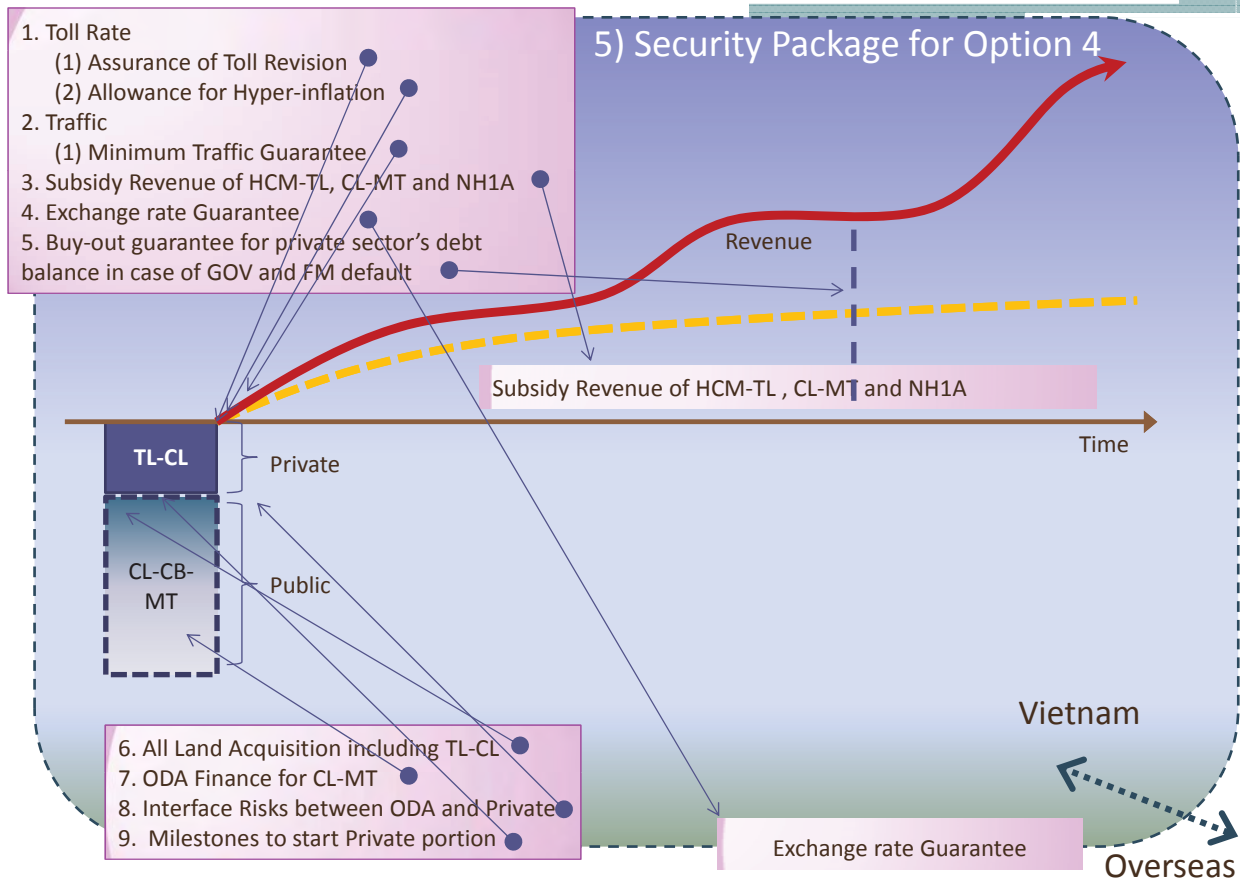 5) Security Package for Option 4
1. Toll Rate
(1) Assurance of Toll Revision
(2) Allowance for Hyper-inflation
2. Traffic
(1) Minimum Traffic Guarantee
3. Subsidy Revenue of HCM-TL, CL-MT and NH1A
4. Exchange rate Guarantee
5. Buy-out guarantee for private sector's debt
balance in case of GOV and FM default
Revenue
Subsidy Revenue of HCM-TL , CL-MT and NH1A
Time
TL-CL
Private
CL-CB-
MT
Public
Vietnam
6. All Land Acquisition including TL-CL
7. ODA Finance for CL-MT
8. Interface Risks between ODA and Private
9. Milestones to start Private portion
Exchange rate Guarantee
Overseas